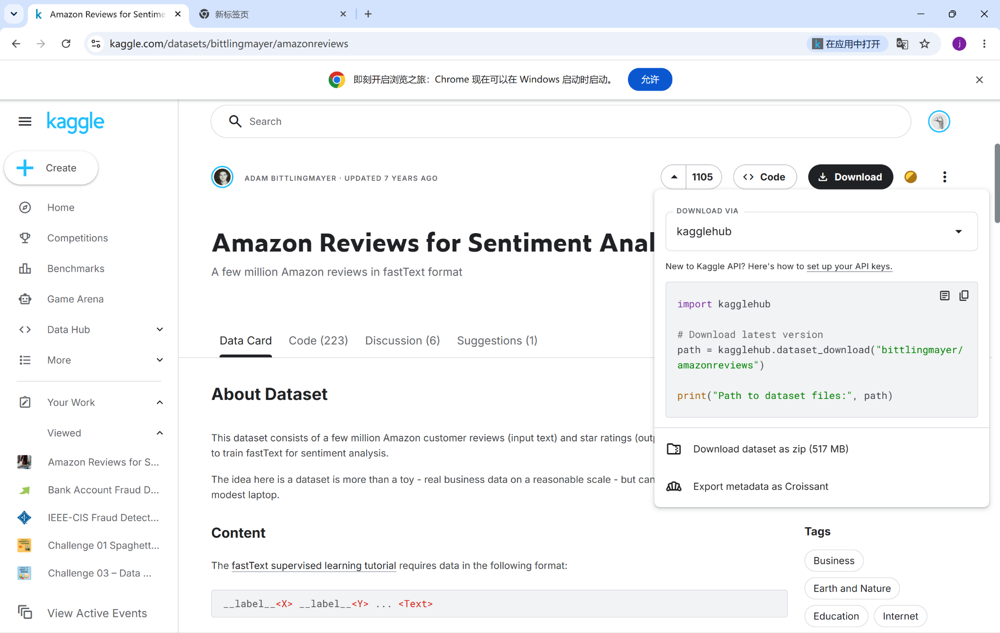 Amazon Reviews for Sentime
新标签页
kaggle.com/datasets/bittlingmayer/amazonreviews
在应用中打开
j
即刻开启浏览之旅：Chrome 现在可以在 Windows 启动时启动。
允许
kaggle
Search
Create
Home
Competitions
Benchmarks
Game Arena
Data Hub
More
Your Work
Viewed
Amazon Reviews for S...
Bank Account Fraud D...
IEEE-CIS Fraud Detect...
Challenge 01 Spaghett...
Challenge 03 – Data ...
View Active Events
ADAM BITTLINGMAYER · UPDATED 7 YEARS AGO
1105
Code
Download
Amazon Reviews for Sentiment Anal
A few million Amazon reviews in fastText format
Data Card
Code (223)
Discussion (6)
Suggestions (1)
About Dataset
This dataset consists of a few million Amazon customer reviews (input text) and star ratings (out
to train fastText for sentiment analysis.
The idea here is a dataset is more than a toy - real business data on a reasonable scale - but can
modest laptop.
Content
The fastText supervised learning tutorial requires data in the following format:
__label__<X> __label__<Y> ... <Text>
DOWNLOAD VIA
kagglehub
New to Kaggle API? Here's how to set up your API keys.
import kagglehub
# Download latest version
path = kagglehub.dataset_download("bittlingmayer/
amazonreviews")
print("Path to dataset files:", path)
Download dataset as zip (517 MB)
Export metadata as Croissant
Tags
Business
Earth and Nature
Education
Internet